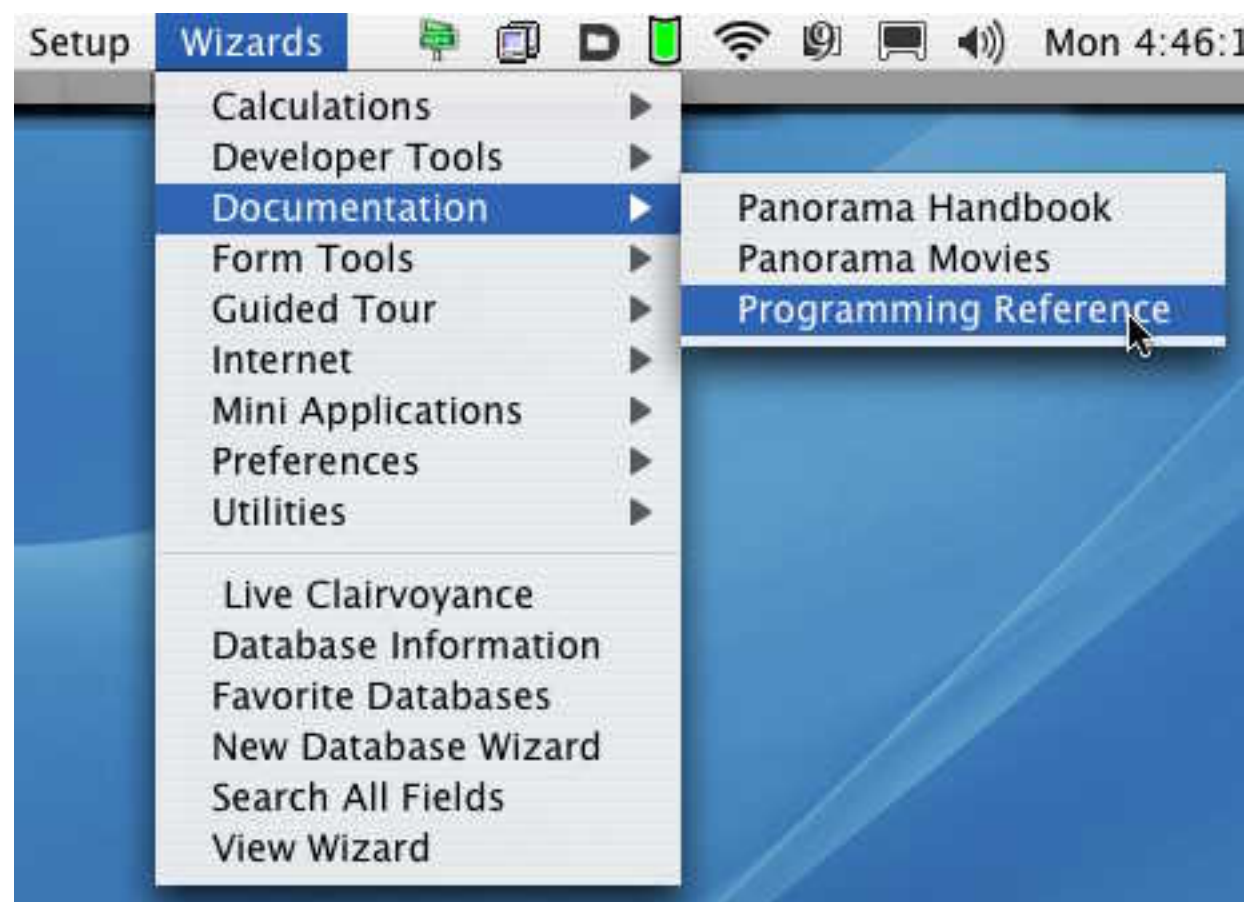 Setup Wizards Mon 4:46:1
Calculations
Developer Tools
Documentation
Form Tools
Guided Tour
Internet
Mini Applications
Preferences
Utilities
Live Clairvoyance
Database Information
Favorite Databases
New Database Wizard
Search All Fields
View Wizard
Panorama Handbook
Panorama Movies
Programming Reference